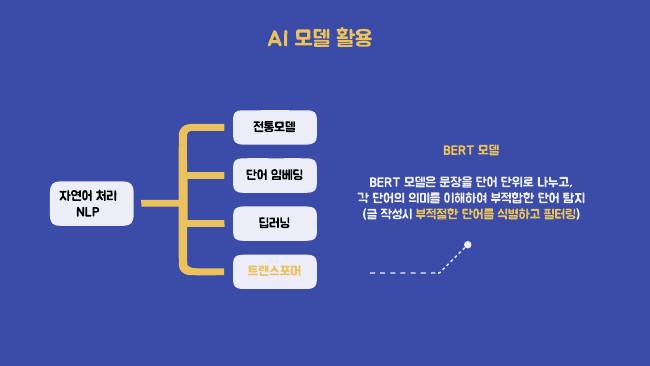 AI 모델 활용
자연어 처리
NLP
전통모델
단어 임베딩
딥러닝
트랜스포머
BERT 모델
BERT 모델은 문장을 단어 단위로 나누고,
각 단어의 의미를 이해하여 부적합한 단어 탐지
(글 작성시 부적절한 단어를 식별하고 필터링)